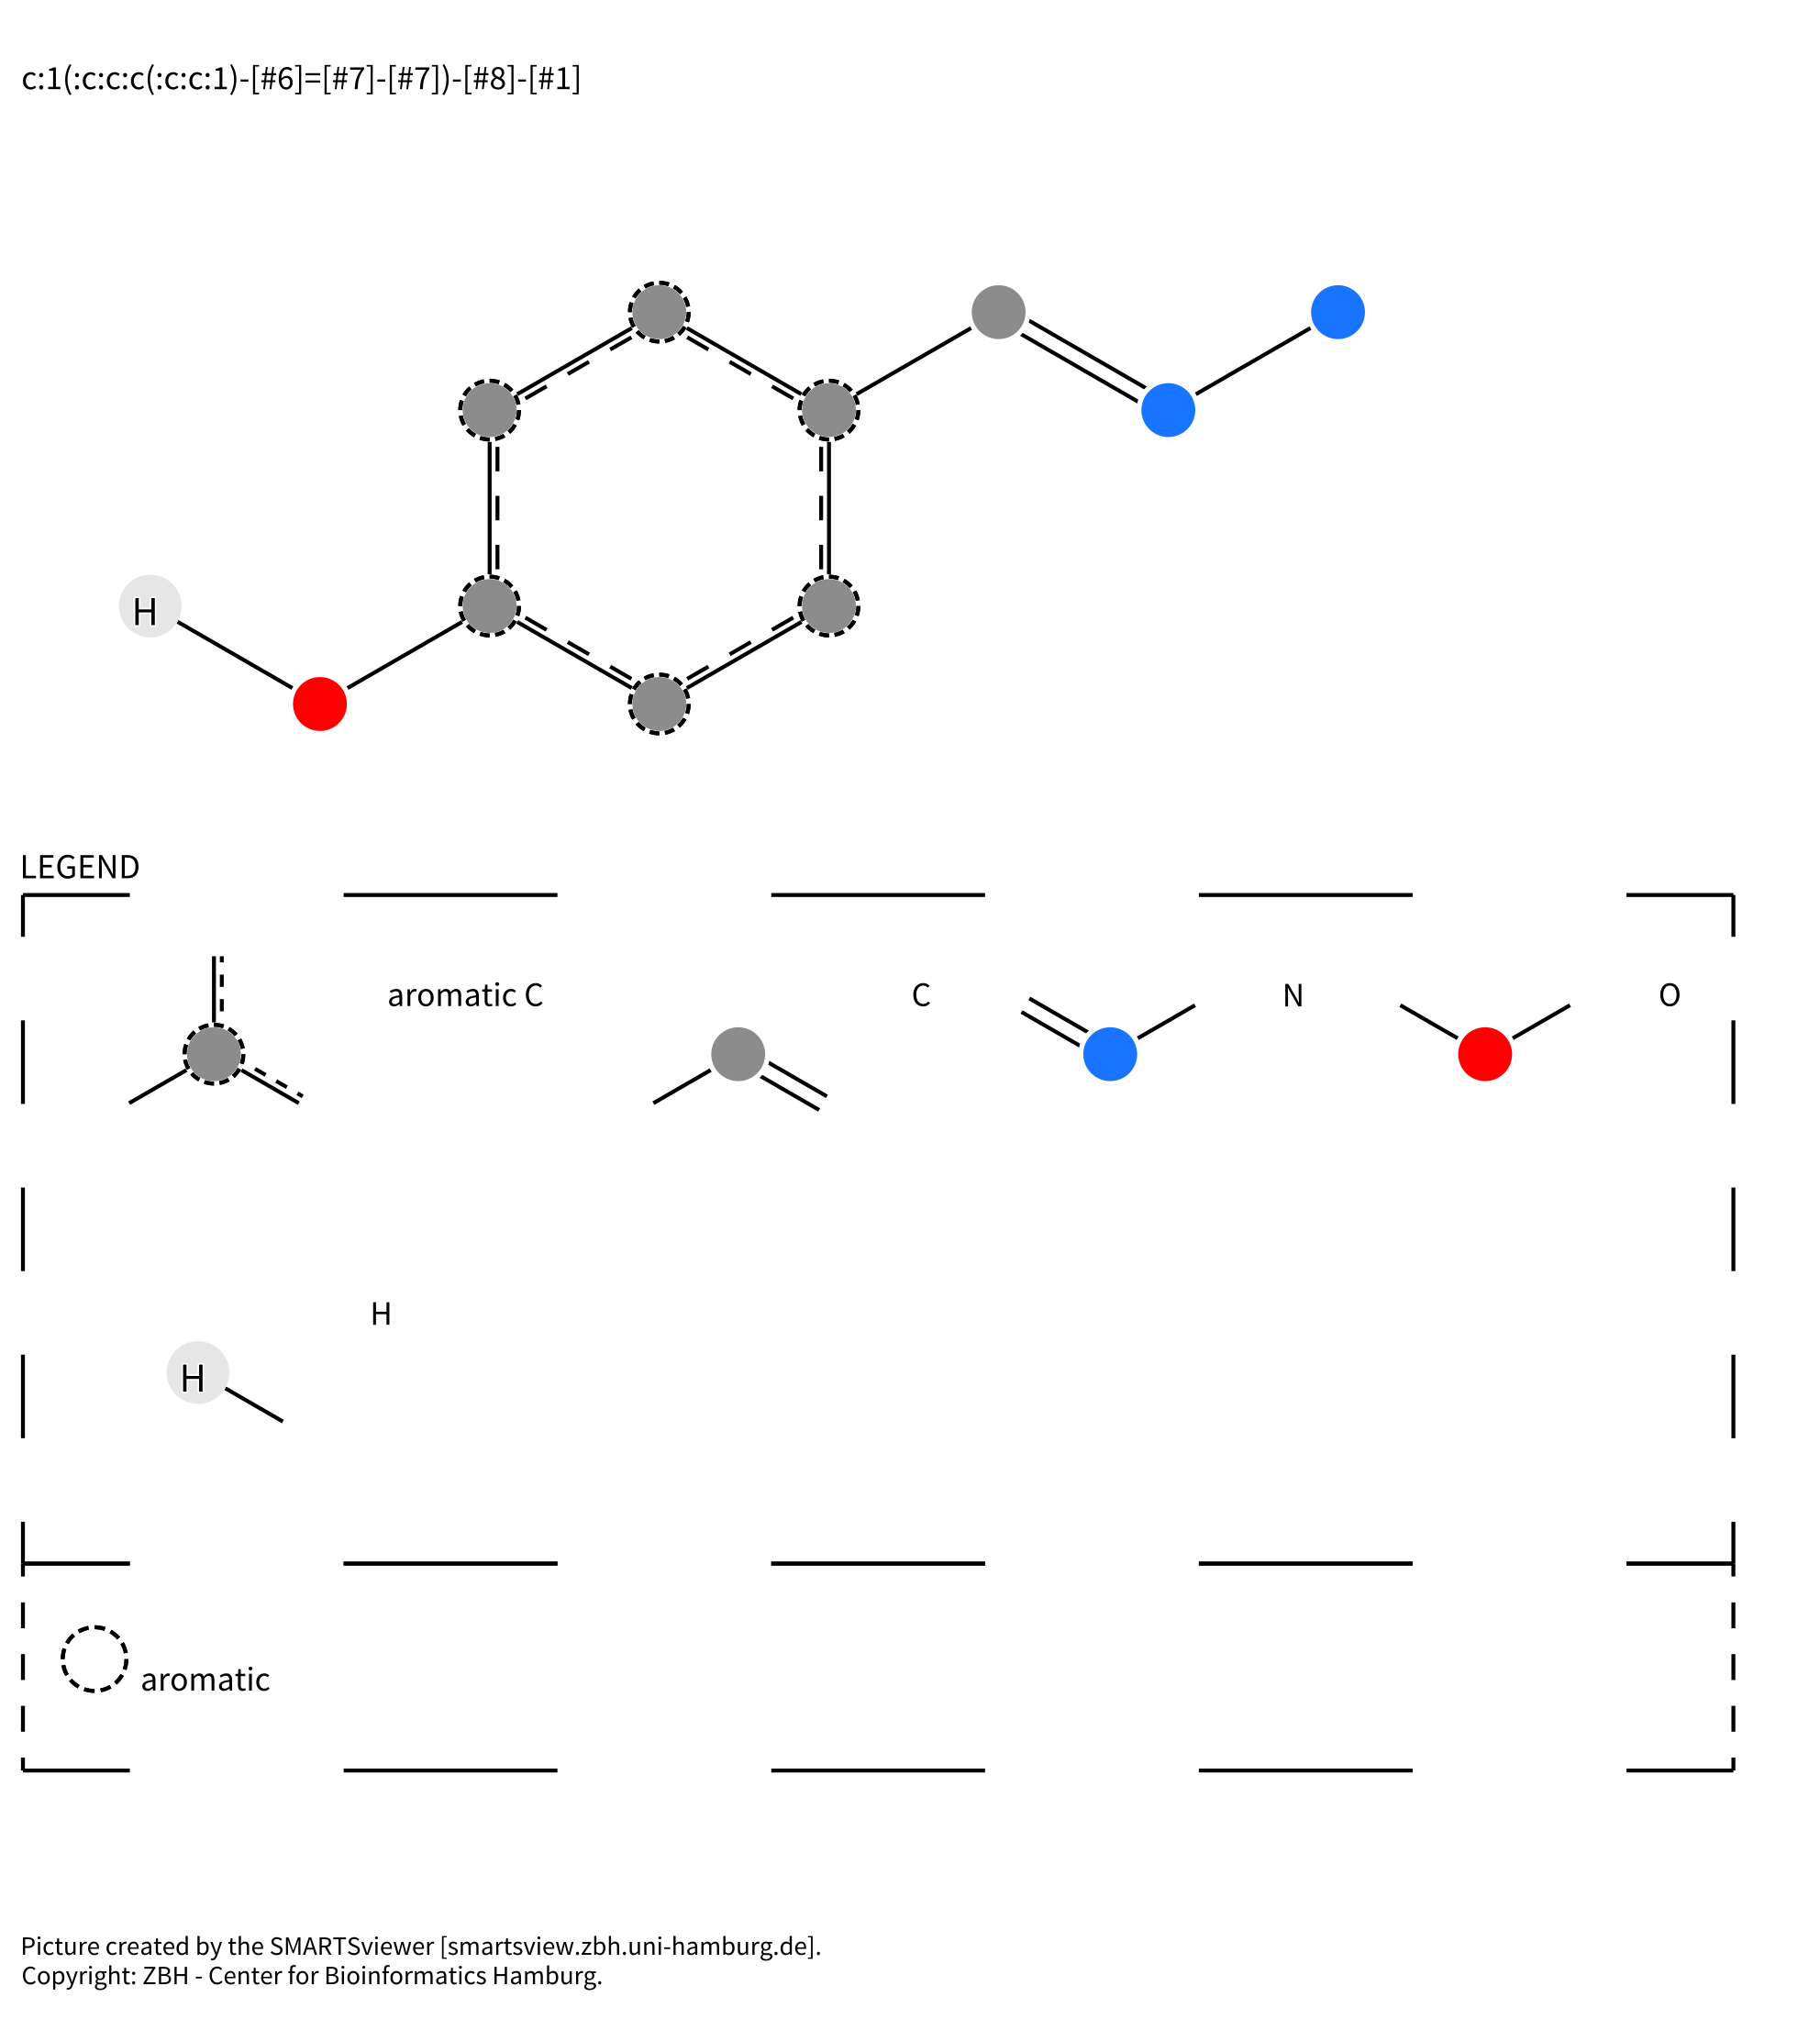 c:1(:c:c:c(:c:c:1)-[#6]=[#7]-[#7])-[#8]-[#1]
H
LEGEND
aromatic C
C
N
O
H
H
aromatic
Picture created by the SMARTSviewer [smartsview.zbh.uni-hamburg.de].
Copyright: ZBH - Center for Bioinformatics Hamburg.